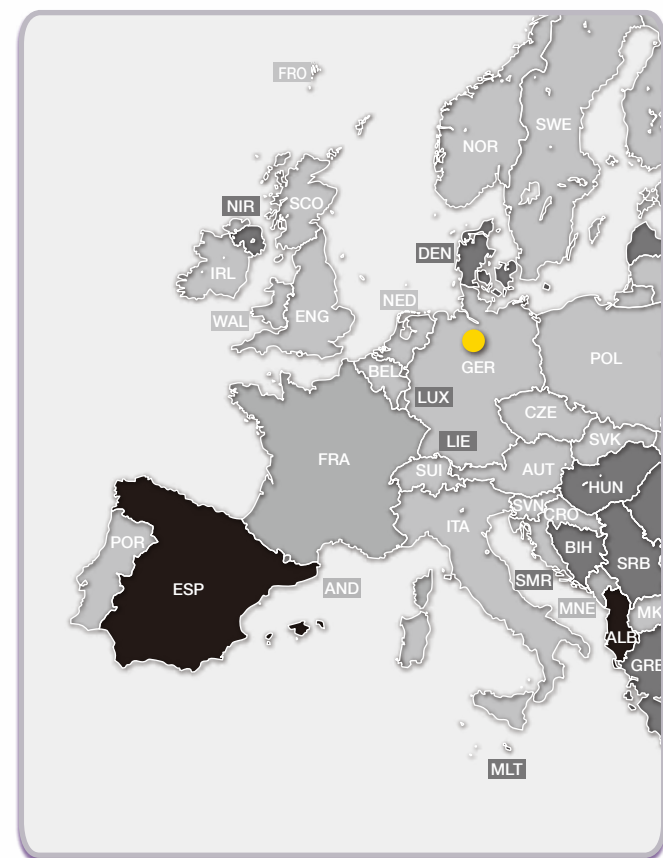 FRO
SWE
NOR
NIR
SCO
DEN
IRL
NED
WAL
ENG
POL
BEL
GER
LUX
CZE
LIE
SVK
FRA
SUI
AUT
HUN
SVN
CRO
ITA
POR
BIH
SRB
SMR
ESP
AND
MNE
MK
ALB
GRE
MLT